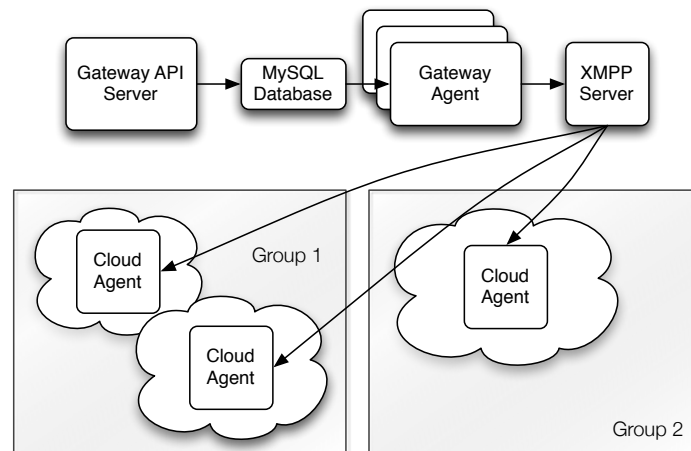 Gateway API
Server
MySQL
Database
Gateway
Agent
XMPP
Server
Cloud
Agent
Group 1
Cloud
Agent
Cloud
Agent
Group 2